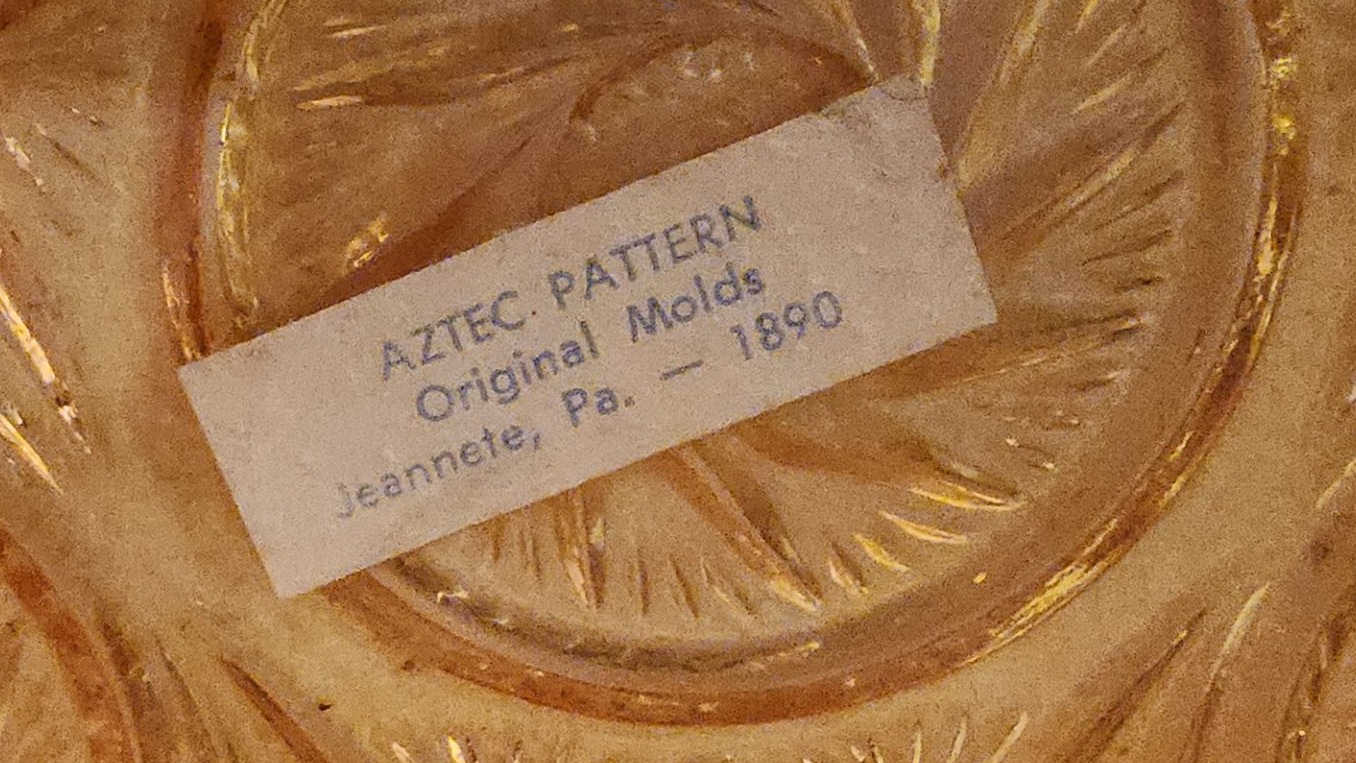 AZTEC PATTERN
Original Molds
Jeannete, Pa. — 1890